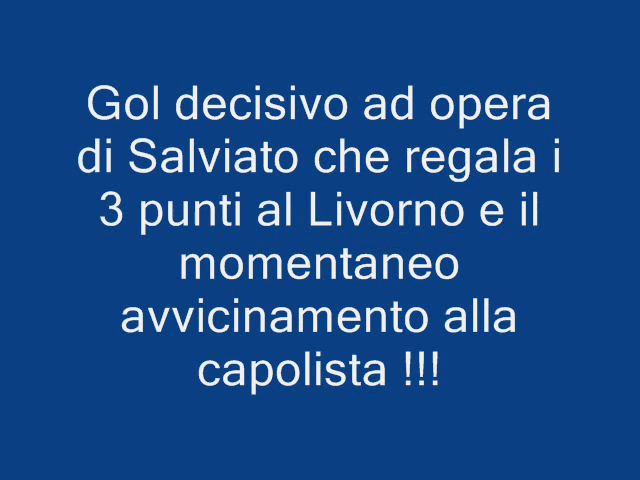 Gol decisivo ad opera
di Salviato che regala i
3 punti al Livorno e il
momentaneo
avvicinamento alla
capolista !!!